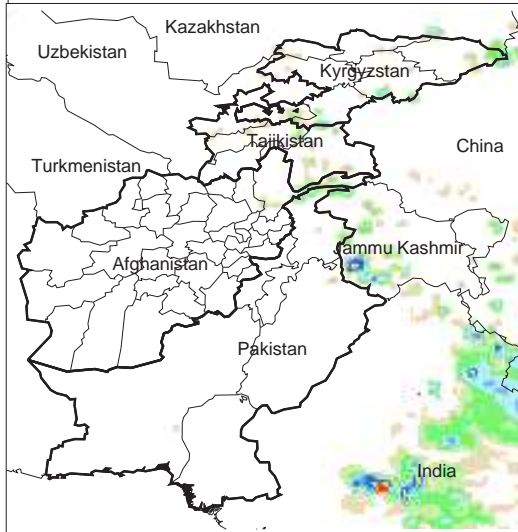 Kazakhstan
Uzbekistan
Kyrgyzstan
Tajikistan
China
Turkmenistan
Jammu Kashmir
Afghanistan
Pakistan
India